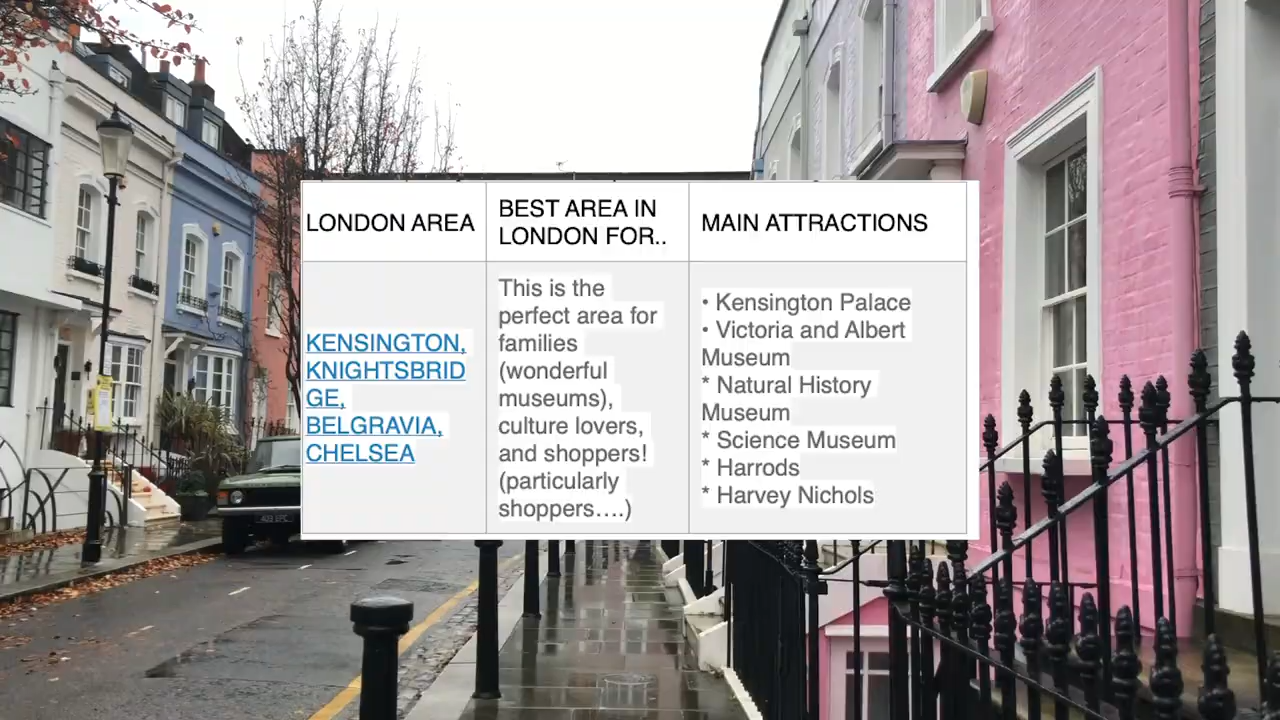 LONDON AREA
BEST AREA IN
LONDON FOR..
MAIN ATTRACTIONS
KENSINGTON,
KNIGHTSBRID
GE,
BELGRAVIA,
CHELSEA
This is the
perfect area for
families
(wonderful
museums),
culture lovers,
and shoppers!
(particularly
shoppers….)
• Kensington Palace
• Victoria and Albert
Museum
* Natural History
Museum
* Science Museum
* Harrods
* Harvey Nichols